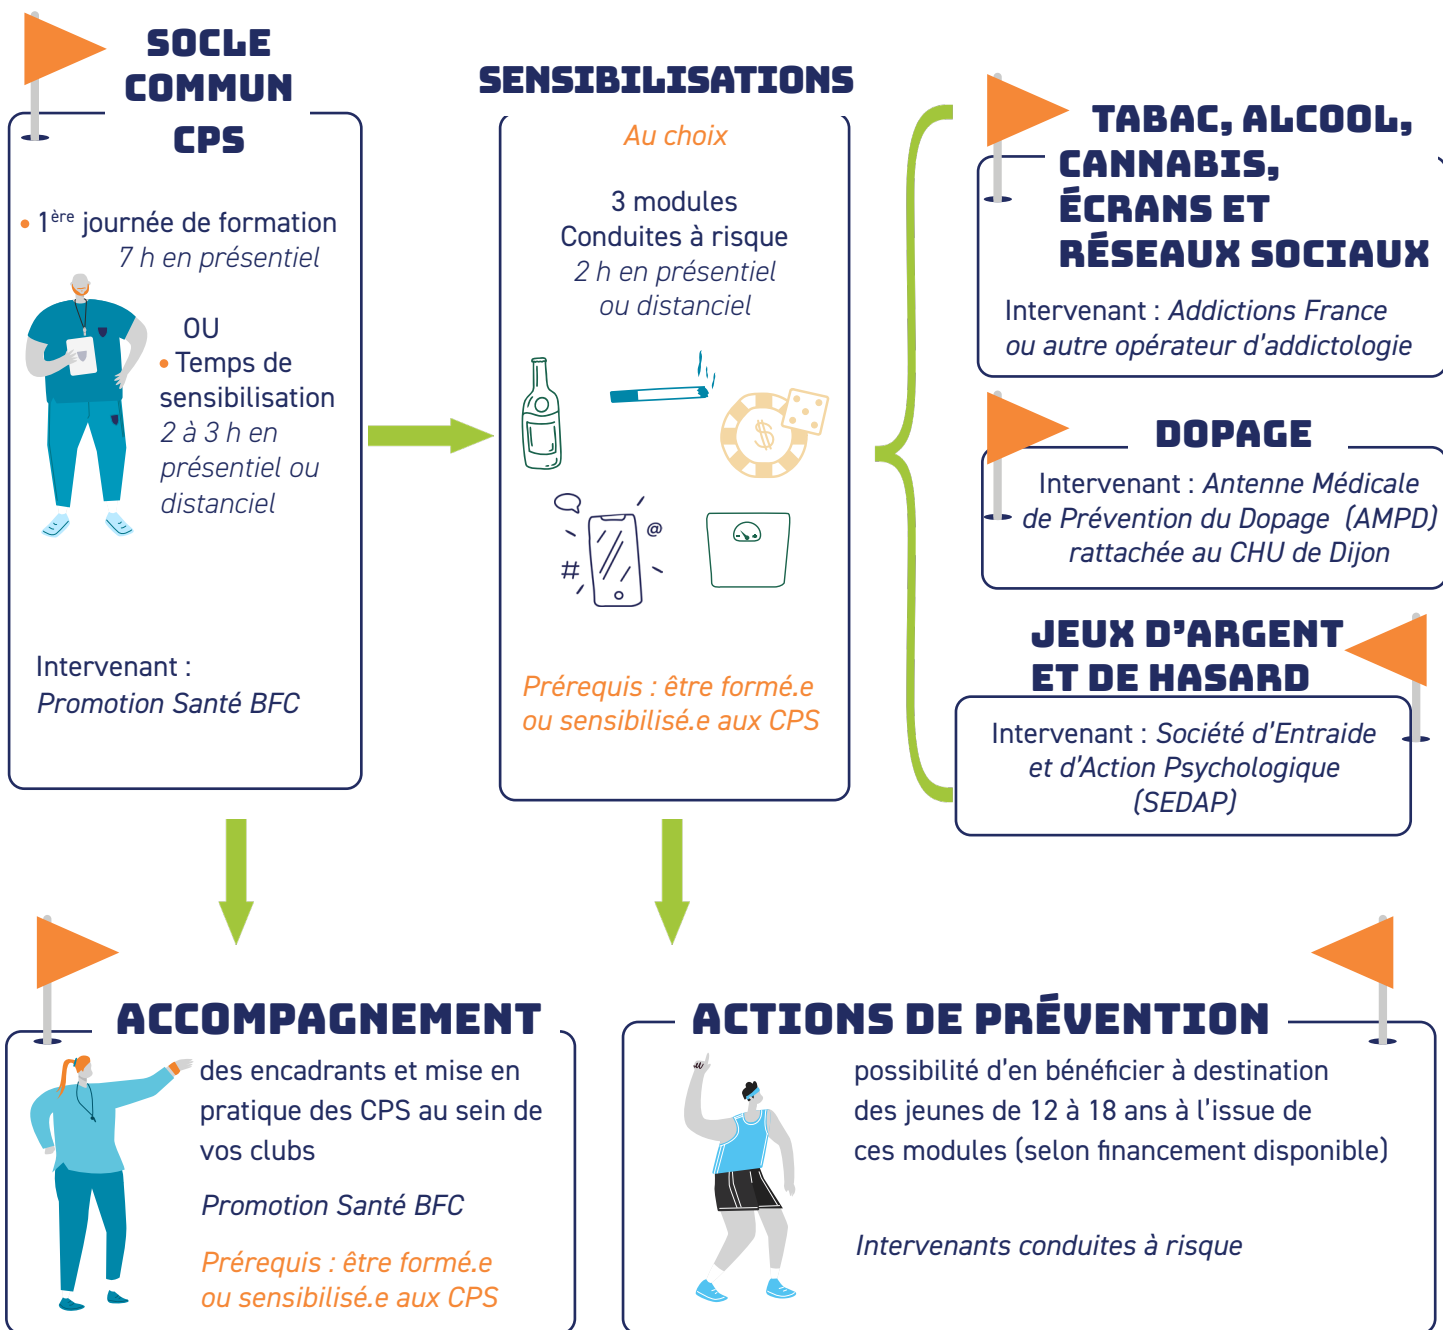 SOCLE
COMMUN
CPS
• 1ère journée de formation
7 h en présentiel
OU
• Temps de
sensibilisation
2 à 3 h en
présentiel ou
distanciel
Intervenant :
Promotion Santé BFC
SENSIBILISATIONS
Au choix
3 modules
Conduites à risque
2 h en présentiel
ou distanciel
$
@
#
Prérequis : être formé.e
ou sensibilisé.e aux CPS
TABAC, ALCOOL,
CANNABIS,
ÉCRANS ET
RÉSEAUX SOCIAUX
Intervenant : Addictions France
ou autre opérateur d'addictologie
DOPAGE
Intervenant : Antenne Médicale
de Prévention du Dopage (AMPD)
rattachée au CHU de Dijon
JEUX D'ARGENT
ET DE HASARD
Intervenant : Société d'Entraide
et d'Action Psychologique
(SEDAP)
ACCOMPAGNEMENT
des encadrants et mise en
pratique des CPS au sein de
vos clubs
Promotion Santé BFC
Prérequis : être formé.e
ou sensibilisé.e aux CPS
ACTIONS DE PRÉVENTION
possibilité d'en bénéficier à destination
des jeunes de 12 à 18 ans à l'issue de
ces modules (selon financement disponible)
Intervenants conduites à risque